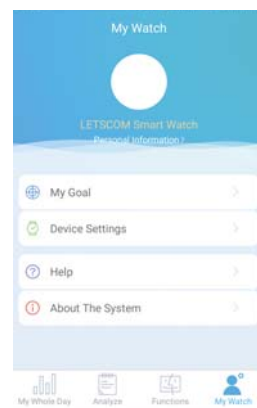 My Watch
LETSCOM Smart Watch
Personal Information >
My Goal
Device Settings
Help
About The System
My Whole Day Analyze Functions My Watch